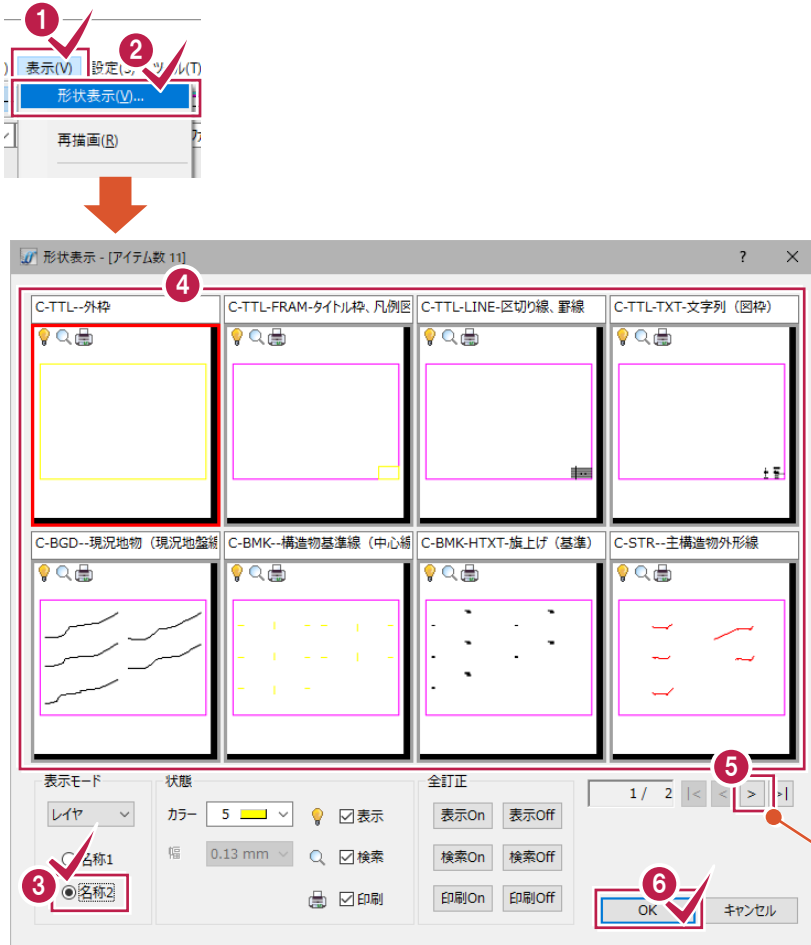 1
2
表示(V) 設定(S) ツール(T)
形状表示(V)...
再描画(R)
形状表示 - [アイテム数 11] ? ×
4
C-TTL--外枠 C-TTL-FRAM-タイトル枠、凡例図 C-TTL-LINE-区切り線、罫線 C-TTL-TXT-文字列（図枠）
C-BGD--現況地物（現況地盤線 C-BMK--構造物基準線（中心線 C-BMK-HTXT-旗上げ（基準） C-STR--主構造物外形線
表示モード 状態 全訂正
5
レイヤ カラー 5 表示 表示On 表示Off 1/ 2 |< < > >|
名称1 幅 0.13 mm 検索 検索On 検索Off
3 名称2 印刷 印刷On 印刷Off
6
OK キャンセル